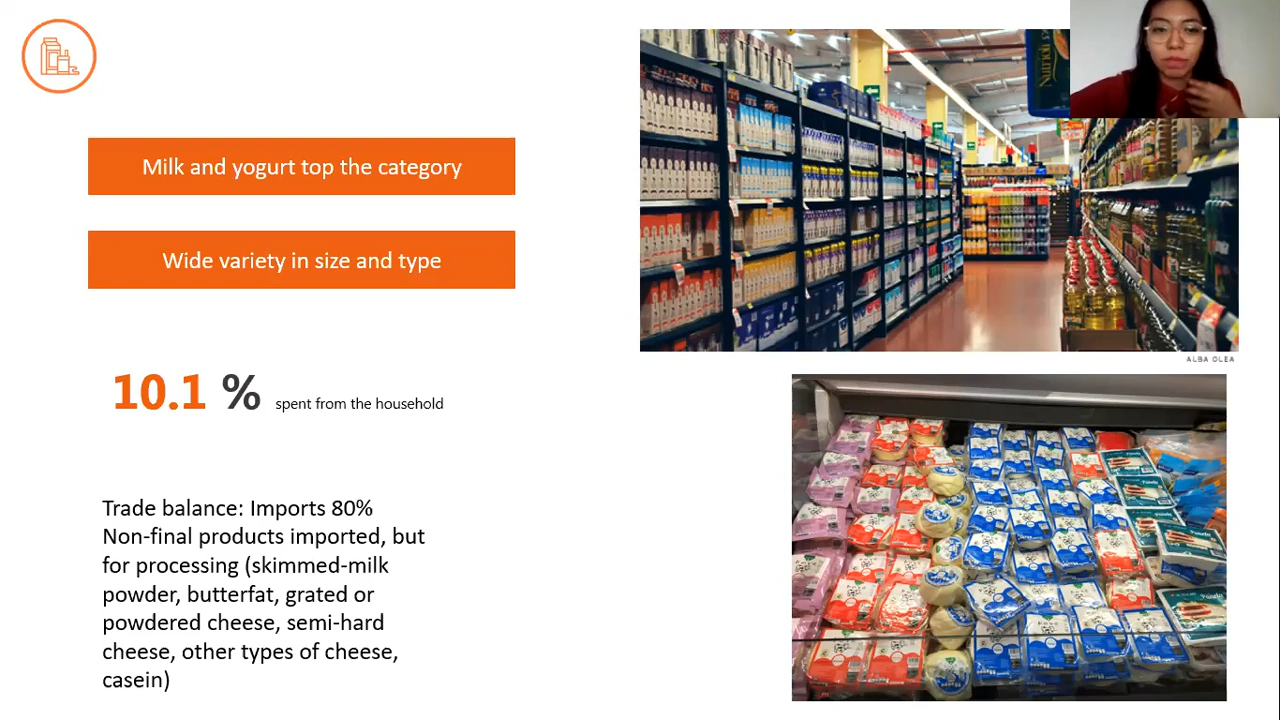 Milk and yogurt top the category
Wide variety in size and type
10.1 % spent from the household
Trade balance: Imports 80%
Non-final products imported, but
for processing (skimmed-milk
powder, butterfat, grated or
powdered cheese, semi-hard
cheese, other types of cheese,
casein)
Nutrioli
ALBA OLEA